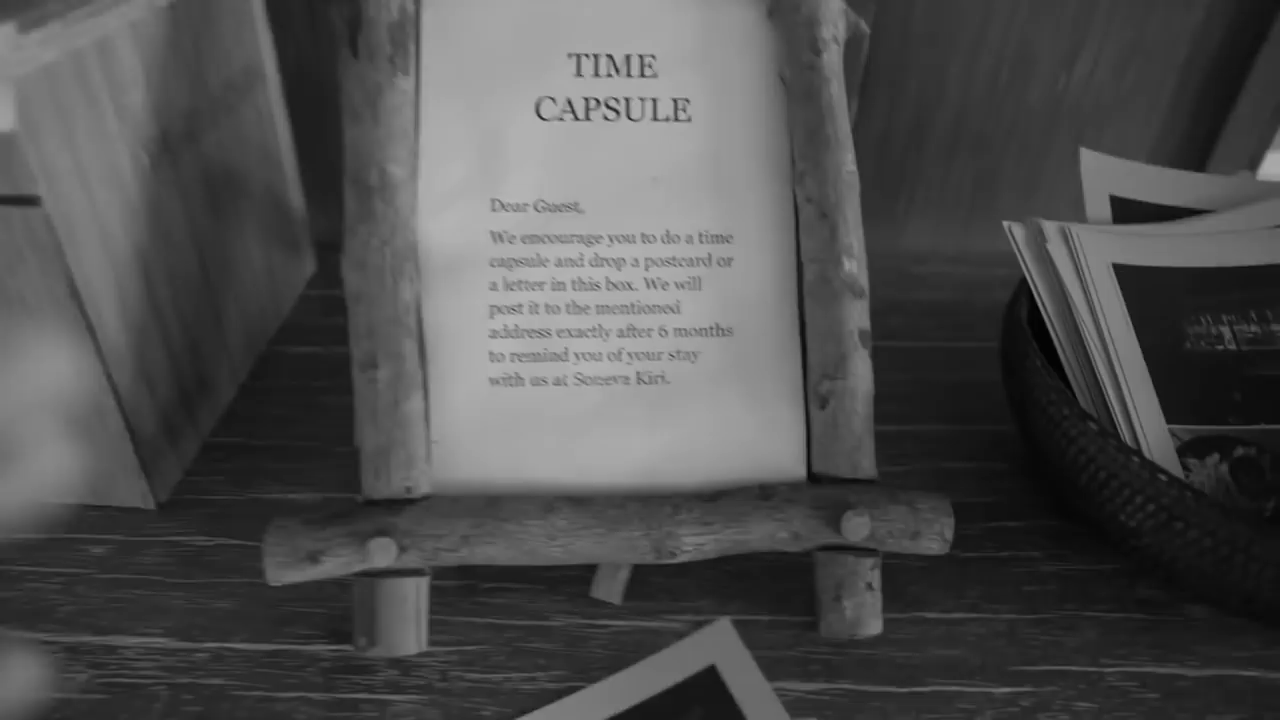 TIME
CAPSULE
Dear Guest,
We encourage you to do a time
capsule and drop a postcard or
a letter in this box. We will
post it to the mentioned
address exactly after 6 months
to remind you of your stay
with us at Soneva Kiri.